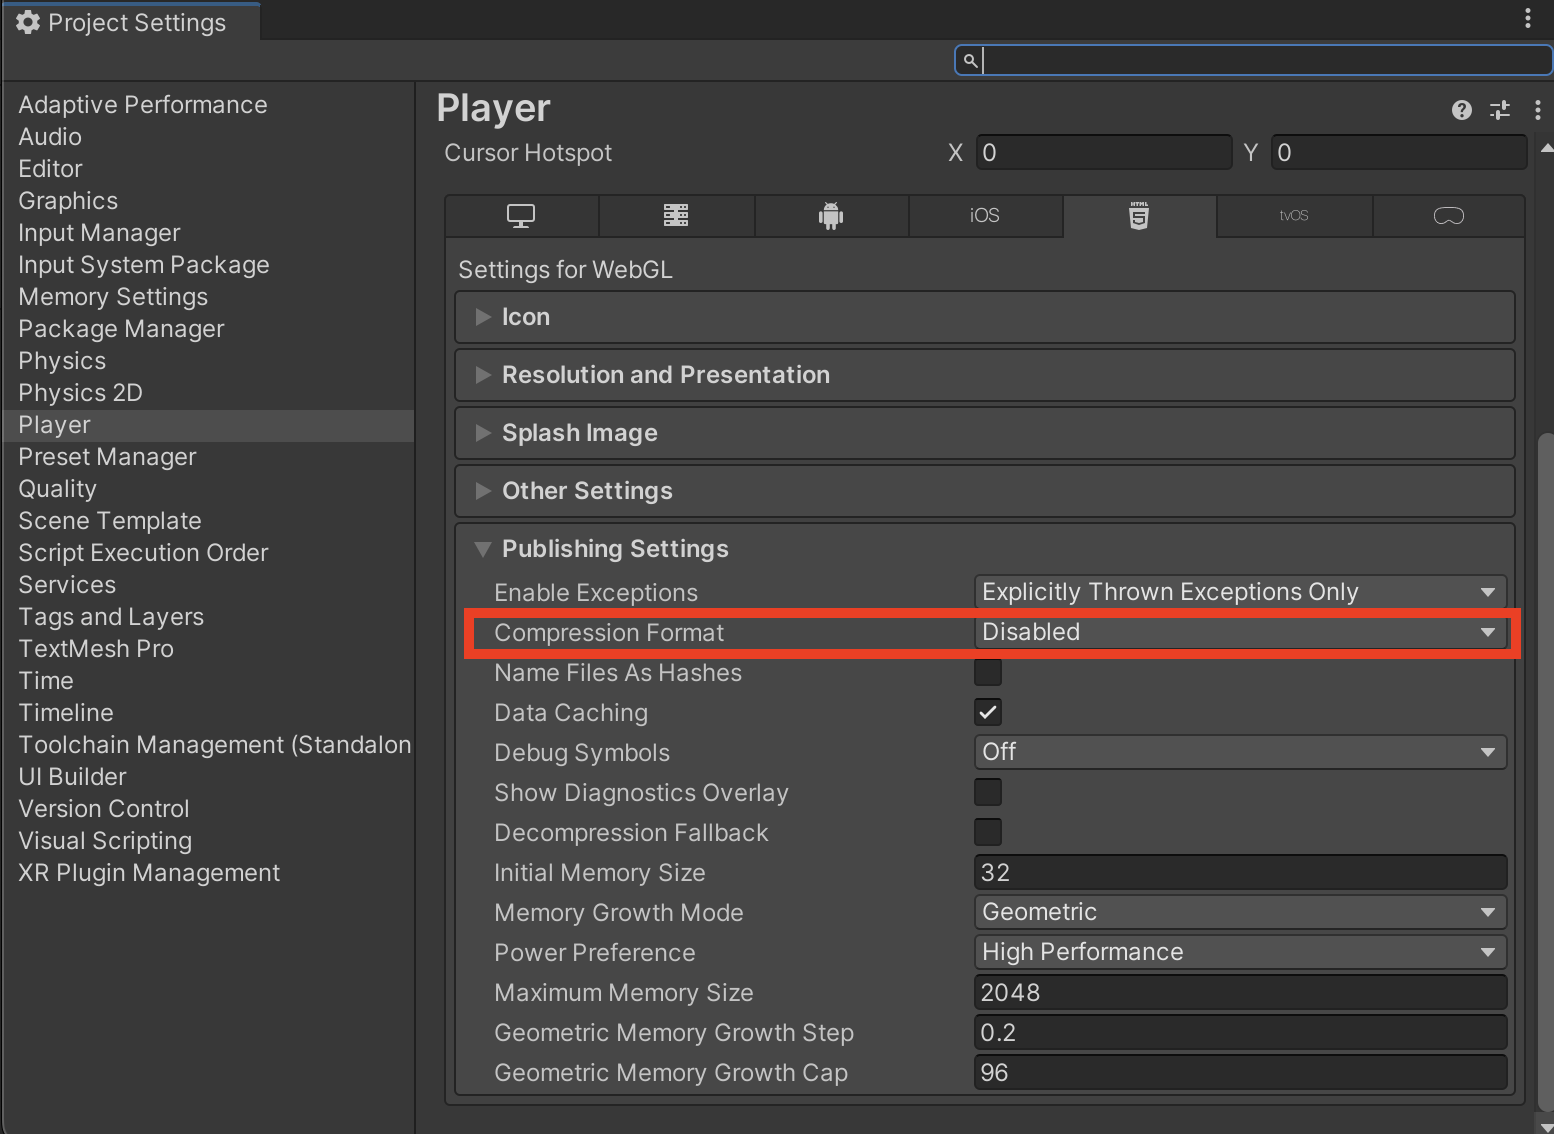 Project Settings
Adaptive Performance
Audio
Editor
Graphics
Input Manager
Input System Package
Memory Settings
Package Manager
Physics
Physics 2D
Player
Preset Manager
Quality
Scene Template
Script Execution Order
Services
Tags and Layers
TextMesh Pro
Time
Timeline
Toolchain Management (Standalon
UI Builder
Version Control
Visual Scripting
XR Plugin Management
Player
Cursor Hotspot X 0 Y 0
iOS HTML 5 tvOS
Settings for WebGL
Icon
Resolution and Presentation
Splash Image
Other Settings
Publishing Settings
Enable Exceptions Explicitly Thrown Exceptions Only
Compression Format Disabled
Name Files As Hashes
Data Caching
Debug Symbols Off
Show Diagnostics Overlay
Decompression Fallback
Initial Memory Size 32
Memory Growth Mode Geometric
Power Preference High Performance
Maximum Memory Size 2048
Geometric Memory Growth Step 0.2
Geometric Memory Growth Cap 96